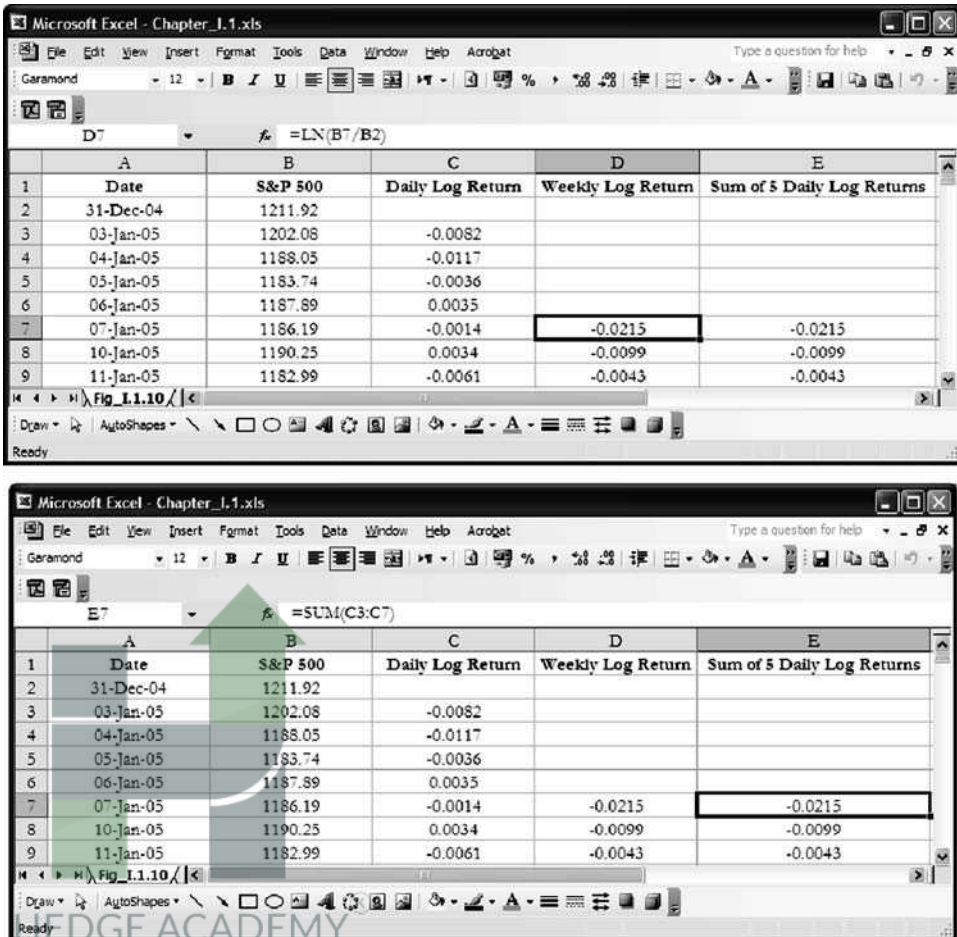 Microsoft Excel - Chapter_I.1.xls
File Edit View Insert Format Tools Data Window Help Acrobat Type a question for help
Garamond 12 B I U
D7 fx =LN(B7/B2)
A B C D E
1 Date S&P 500 Daily Log Return Weekly Log Return Sum of 5 Daily Log Returns
2 31-Dec-04 1211.92
3 03-Jan-05 1202.08 -0.0082
4 04-Jan-05 1188.05 -0.0117
5 05-Jan-05 1183.74 -0.0036
6 06-Jan-05 1187.89 0.0035
7 07-Jan-05 1186.19 -0.0014 -0.0215 -0.0215
8 10-Jan-05 1190.25 0.0034 -0.0099 -0.0099
9 11-Jan-05 1182.99 -0.0061 -0.0043 -0.0043
Fig_I.1.10
Draw AutoShapes
Ready
Microsoft Excel - Chapter_I.1.xls
File Edit View Insert Format Tools Data Window Help Acrobat Type a question for help
Garamond 12 B I U
E7 fx =SUM(C3:C7)
A B C D E
1 Date S&P 500 Daily Log Return Weekly Log Return Sum of 5 Daily Log Returns
2 31-Dec-04 1211.92
3 03-Jan-05 1202.08 -0.0082
4 04-Jan-05 1188.05 -0.0117
5 05-Jan-05 1183.74 -0.0036
6 06-Jan-05 1187.89 0.0035
7 07-Jan-05 1186.19 -0.0014 -0.0215 -0.0215
8 10-Jan-05 1190.25 0.0034 -0.0099 -0.0099
9 11-Jan-05 1182.99 -0.0061 -0.0043 -0.0043
Fig_I.1.10
Draw AutoShapes
HEDGE ACADEMY
Ready